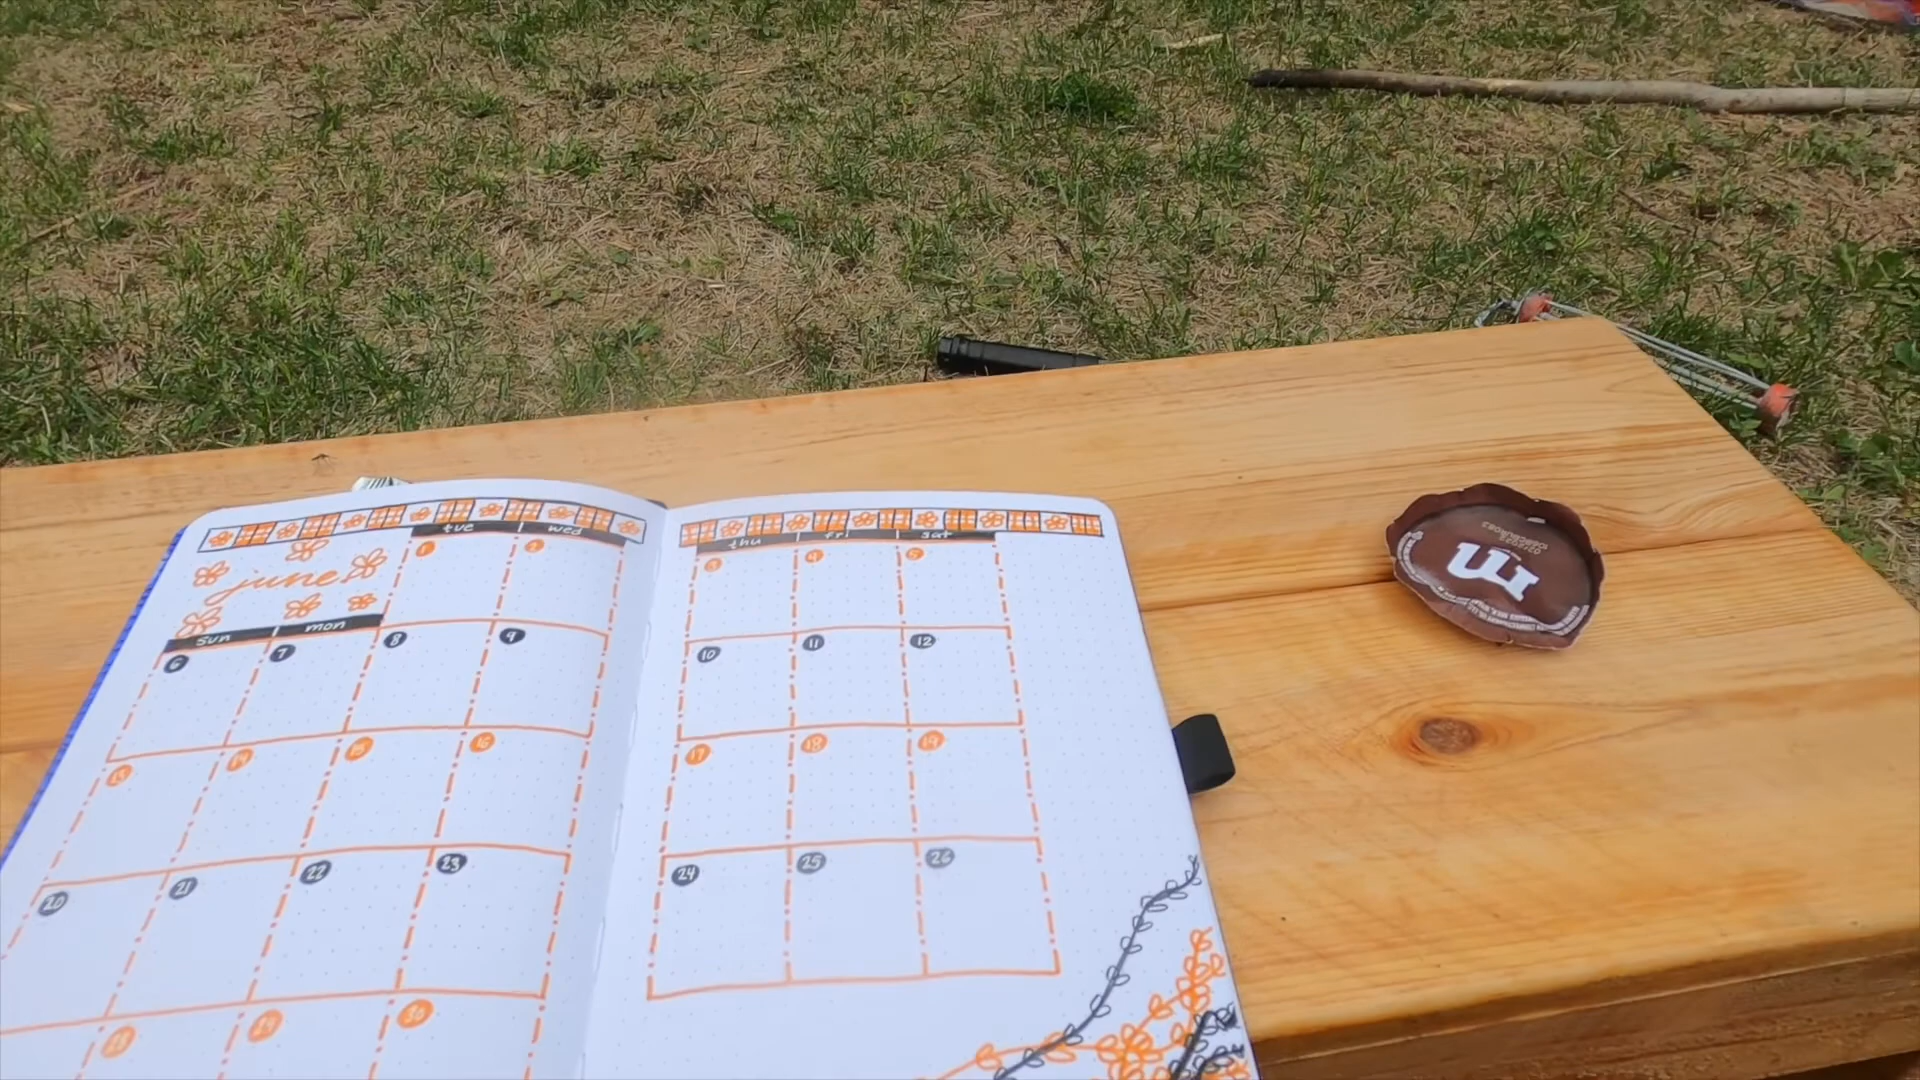 tue wed
june
1 2
sun mon
6 7 8 9
13 14 15 16
20 21 22 23
28 29 30
thu fri sat
3 4 5
10 11 12
17 18 19
24 25 26
m